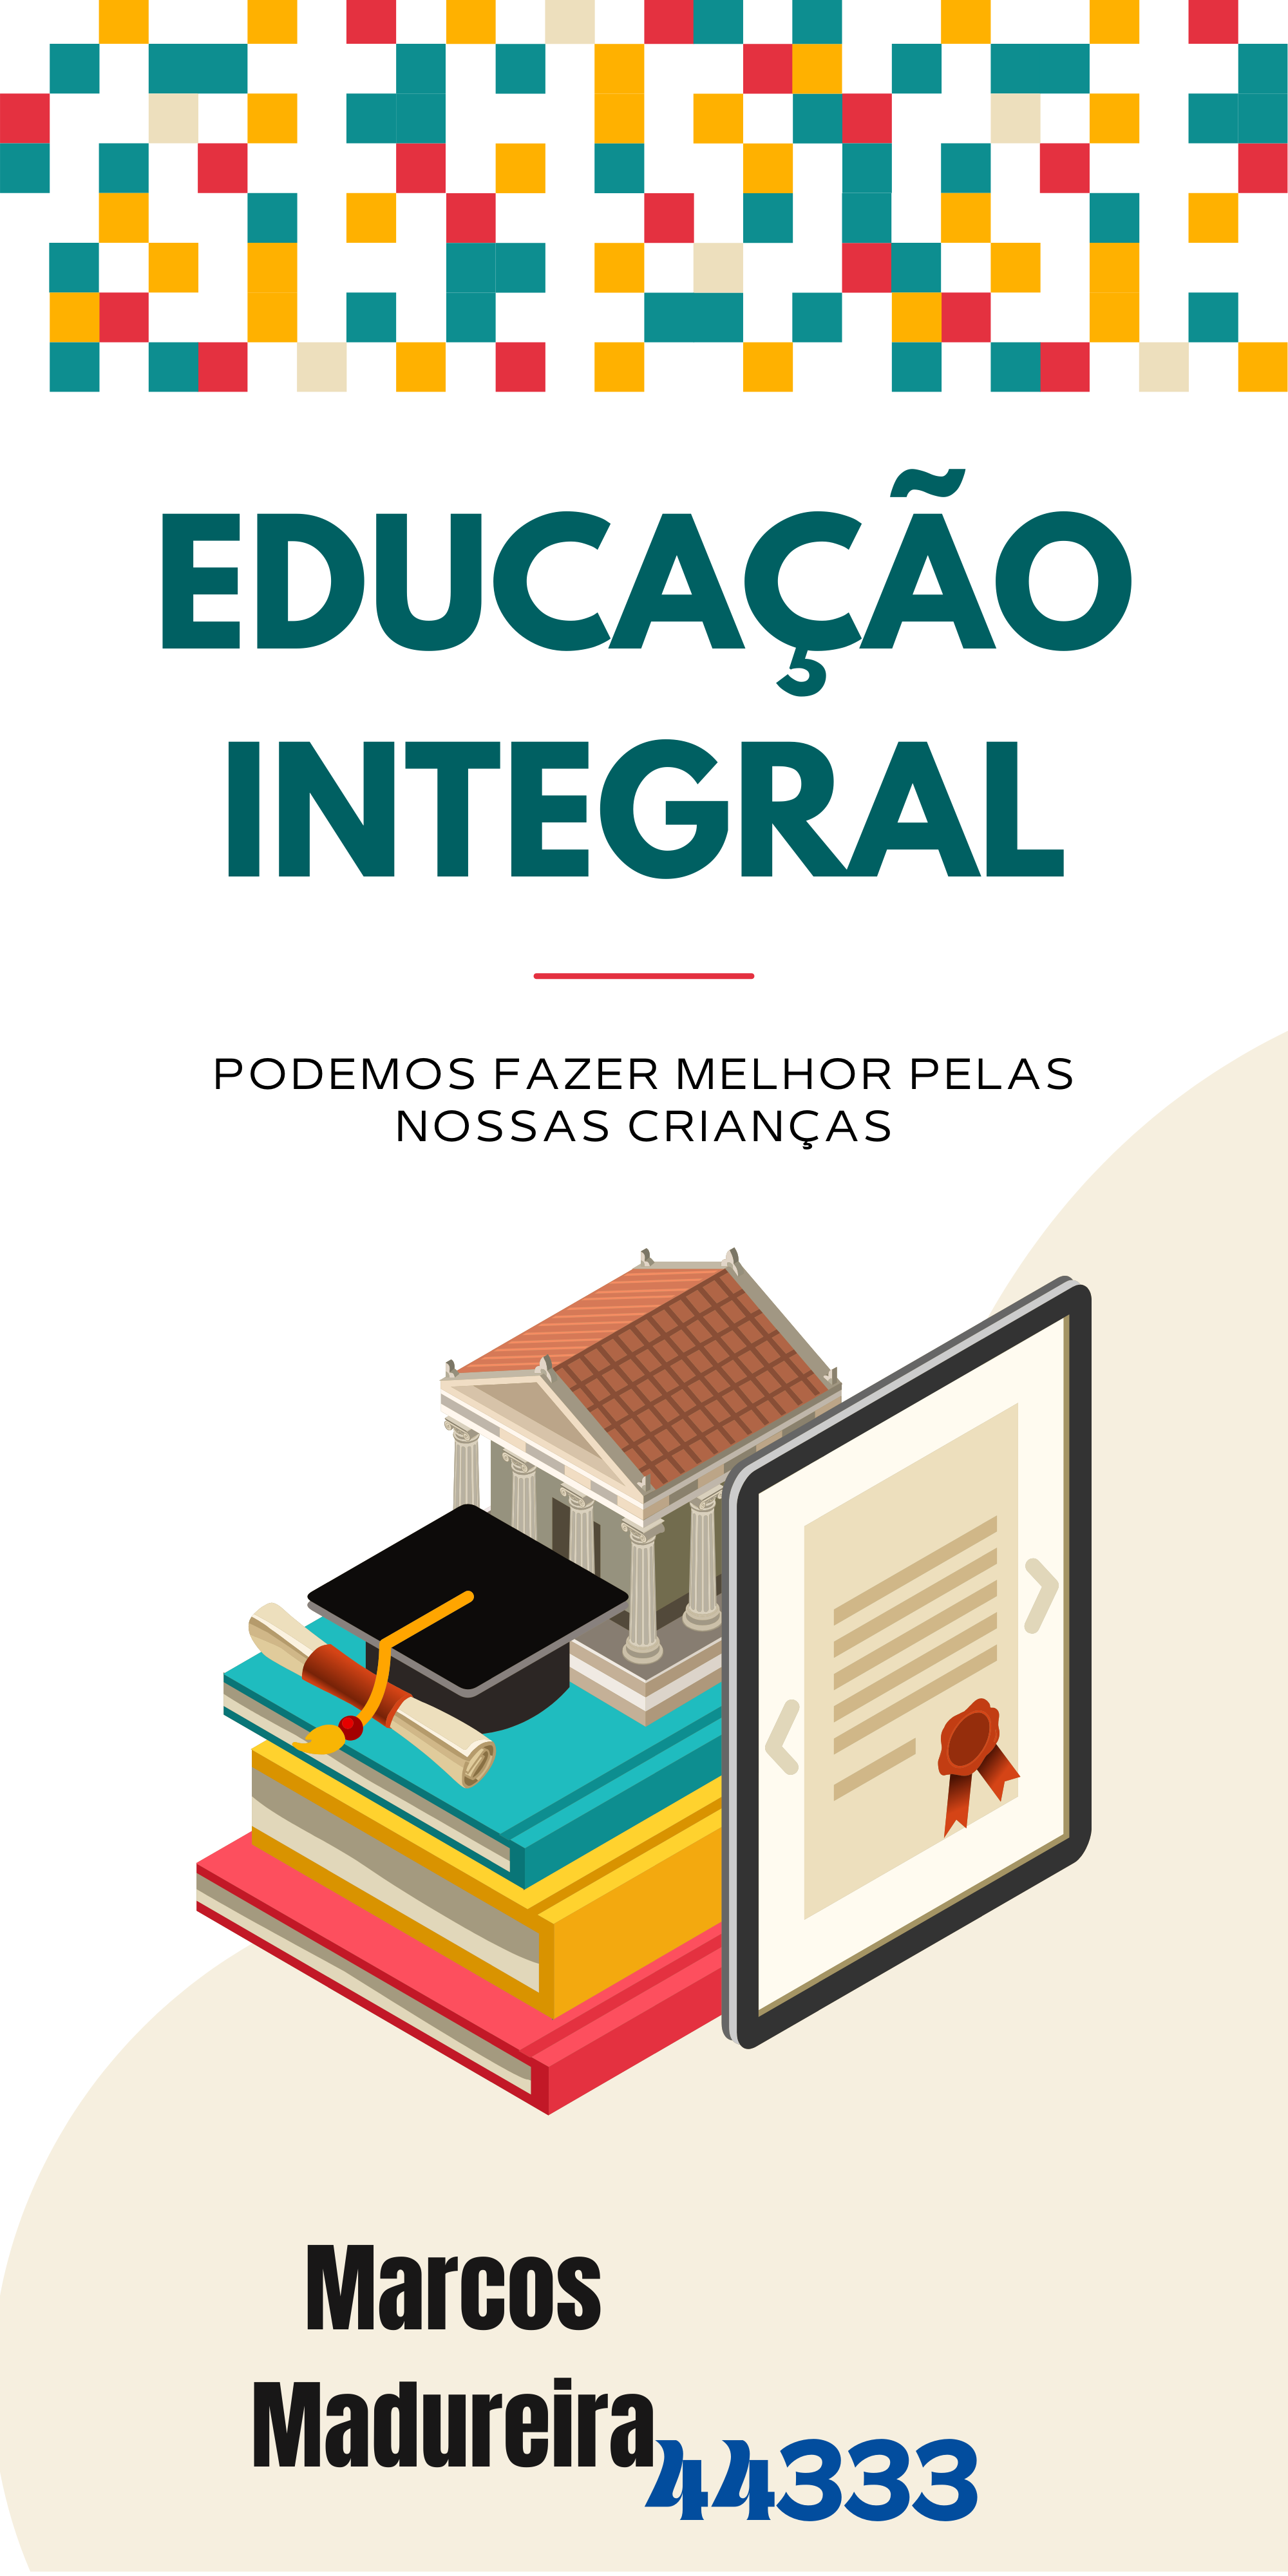 EDUCAÇÃO
INTEGRAL
PODEMOS FAZER MELHOR PELAS
NOSSAS CRIANÇAS
Marcos
Madureira
44333